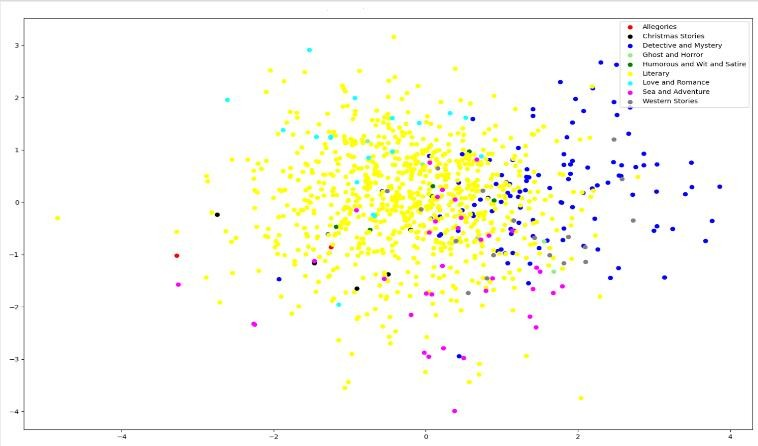 Allegories
Christmas Stories
Detective and Mystery
Ghost and Horror
Humorous and Wit and Satire
Literary
Love and Romance
Sea and Adventure
Western Stories
3
2
1
0
−1
−2
−3
−4
−4 −2 0 2 4